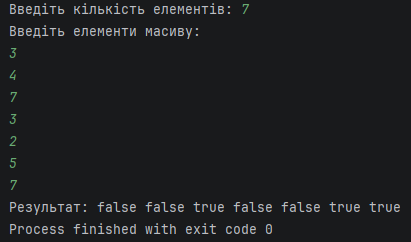 Введіть кількість елементів: 7
Введіть елементи масиву:
3
4
7
3
2
5
7
Результат: false false true false false true true
Process finished with exit code 0